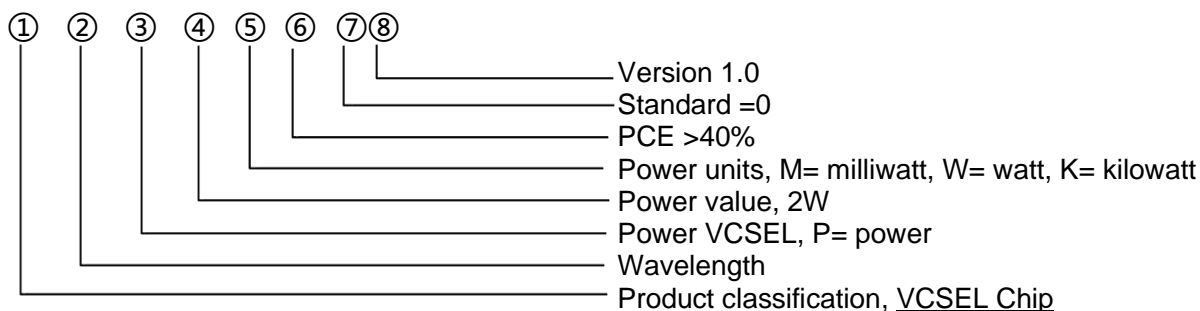 ① ② ③ ④ ⑤ ⑥ ⑦⑧
Version 1.0
Standard =0
PCE >40%
Power units, M= milliwatt, W= watt, K= kilowatt
Power value, 2W
Power VCSEL, P= power
Wavelength
Product classification, VCSEL Chip